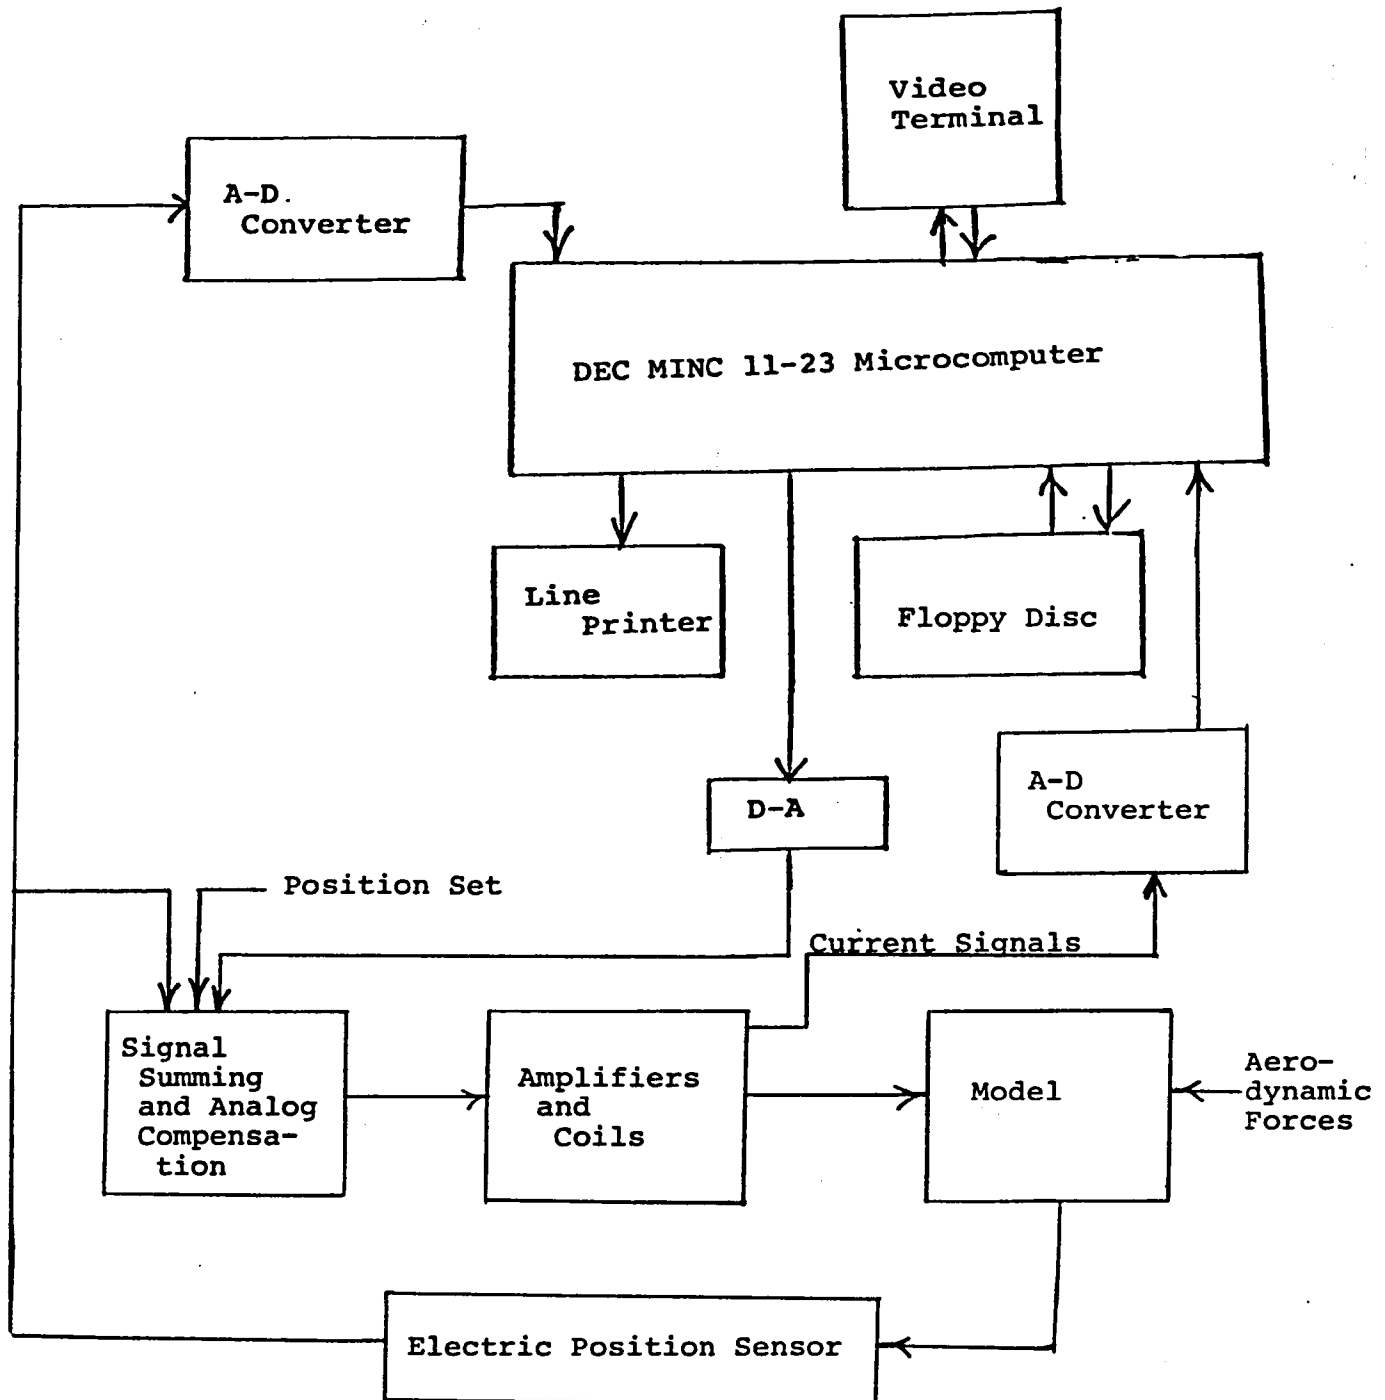 Video
Terminal
A-D.
Converter
DEC MINC 11-23 Microcomputer
Line
Printer
Floppy Disc
A-D
Converter
D-A
Position Set
Current Signals
Signal
Summing
and Analog
Compensa-
tion
Amplifiers
and
Coils
Model
Aero-
dynamic
Forces
Electric Position Sensor